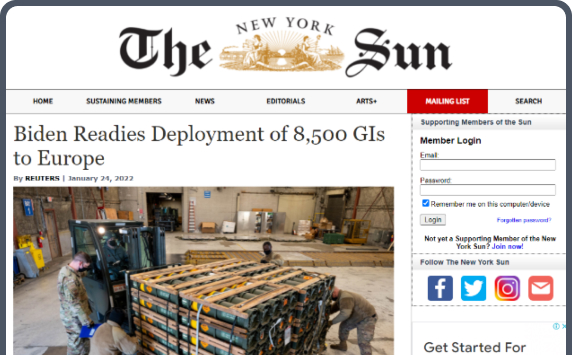 The
NEW YORK
Sun
HOME
SUSTAINING MEMBERS
NEWS
EDITORIALS
ARTS+
MAILING LIST
SEARCH
Biden Readies Deployment of 8,500 GIs
to Europe
By REUTERS | January 24, 2022
Supporting Members of the Sun
Member Login
Email:
Password:
Remember me on this computer/device
Login
Forgotten password?
Not yet a Supporting Member of the New
York Sun? Join now!
Follow The New York Sun
Get Started For